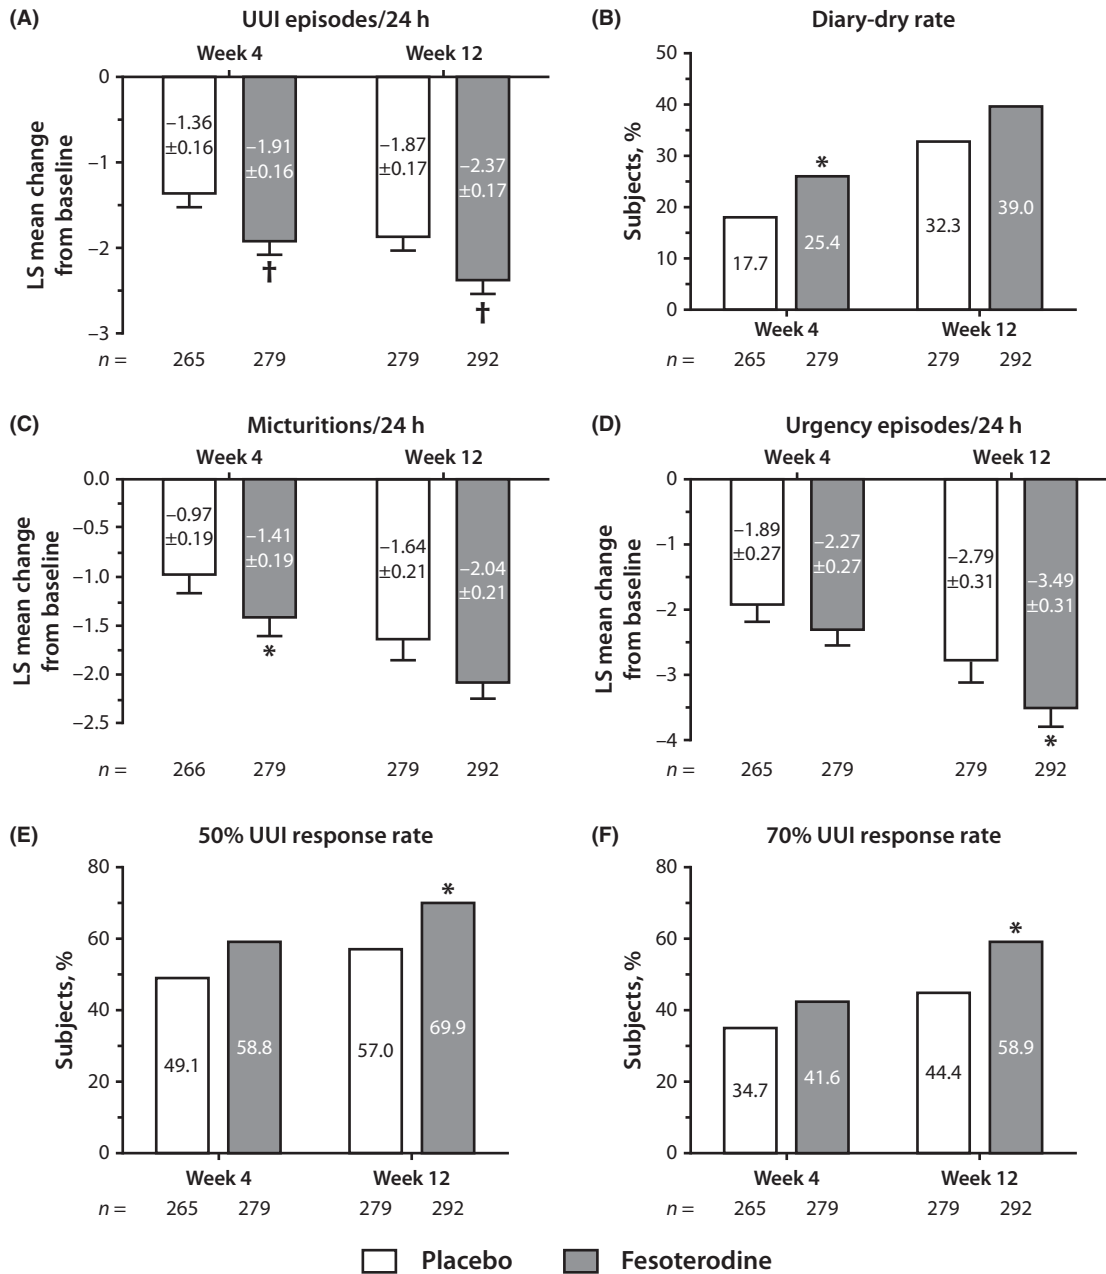 (A) UUI episodes/24 h
Week 4 Week 12
LS mean change
from baseline
0
−1
−2
−3
−1.36
±0.16
−1.91
±0.16
−1.87
±0.17
−2.37
±0.17
†
†
n = 265 279 279 292
(B) Diary-dry rate
Subjects, %
50
40
30
20
10
0
17.7
25.4
32.3
39.0
*
Week 4 Week 12
265 279 279 292
(C) Micturitions/24 h
Week 4 Week 12
LS mean change
from baseline
0.0
−0.5
−1.0
−1.5
−2.0
−2.5
−0.97
±0.19
−1.41
±0.19
−1.64
±0.21
−2.04
±0.21
*
n = 266 279 279 292
(D) Urgency episodes/24 h
Week 4 Week 12
LS mean change
from baseline
0
−1
−2
−3
−4
−1.89
±0.27
−2.27
±0.27
−2.79
±0.31
−3.49
±0.31
*
n = 265 279 279 292
(E) 50% UUI response rate
Subjects, %
80
60
40
20
0
49.1
58.8
57.0
69.9
*
Week 4 Week 12
n = 265 279 279 292
(F) 70% UUI response rate
Subjects, %
80
60
40
20
0
34.7
41.6
44.4
58.9
*
Week 4 Week 12
n = 265 279 279 292
Placebo Fesoterodine